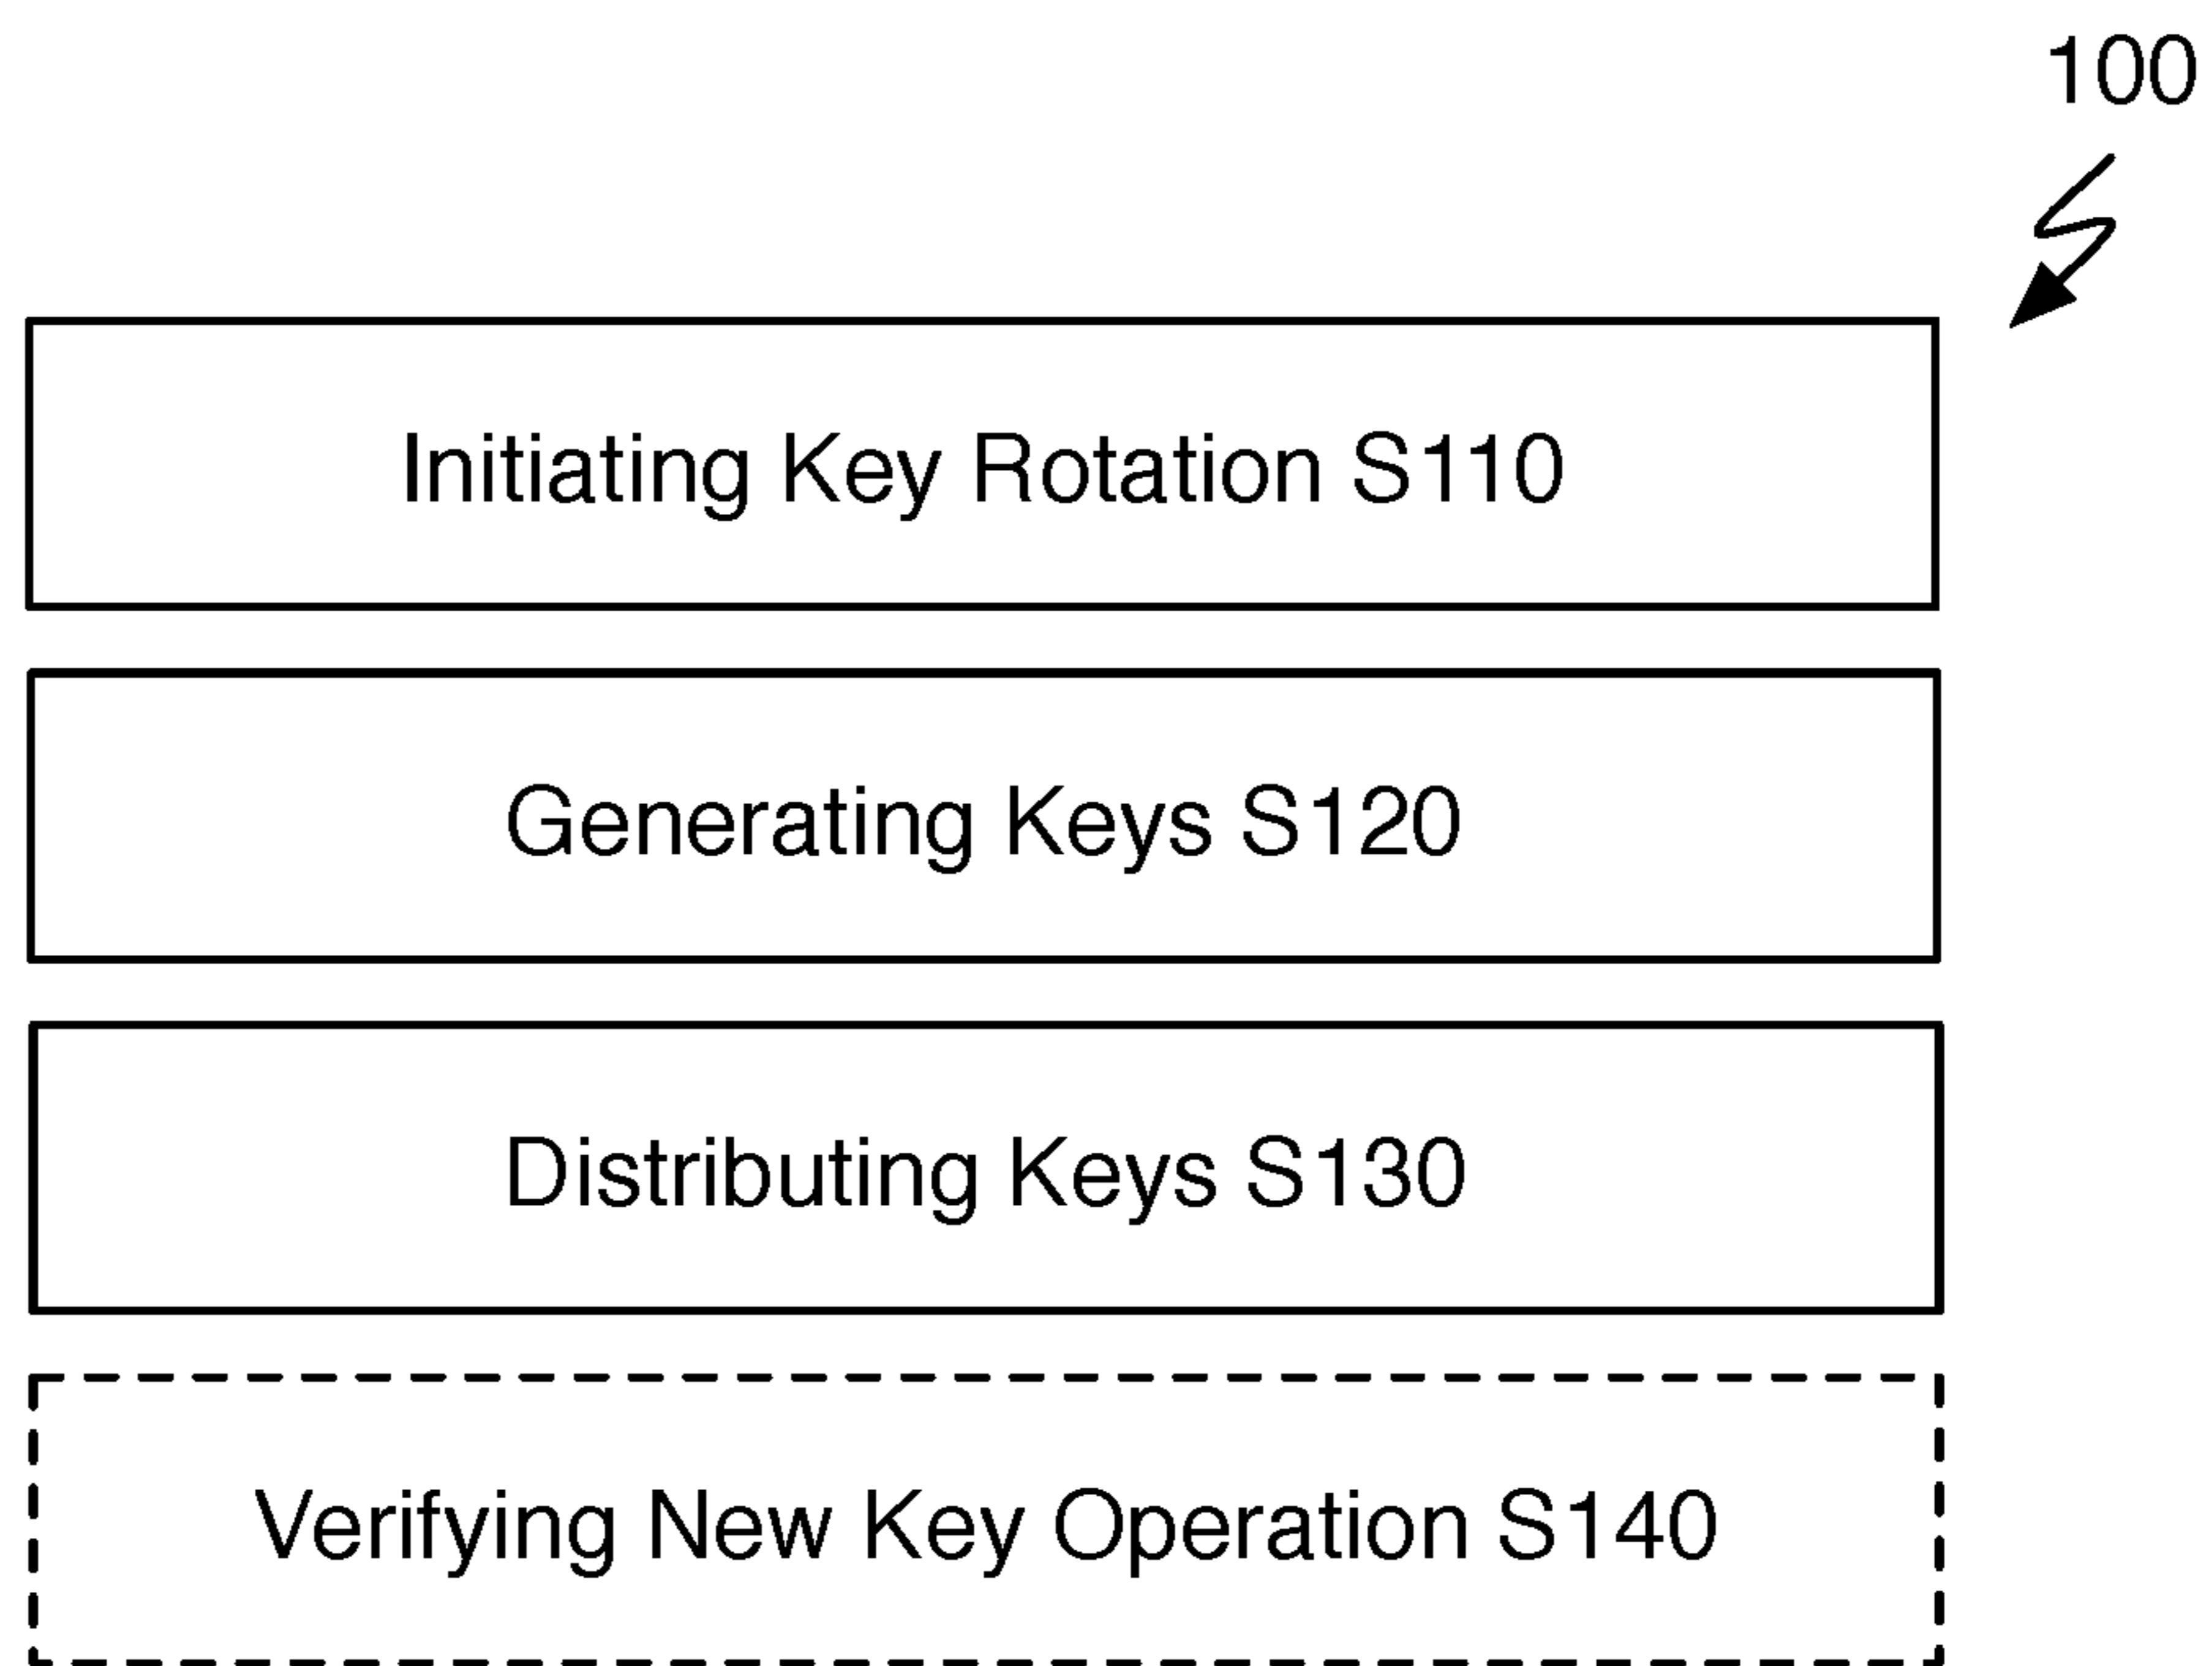 100
Initiating Key Rotation S110
Generating Keys S120
Distributing Keys S130
Verifying New Key Operation S140